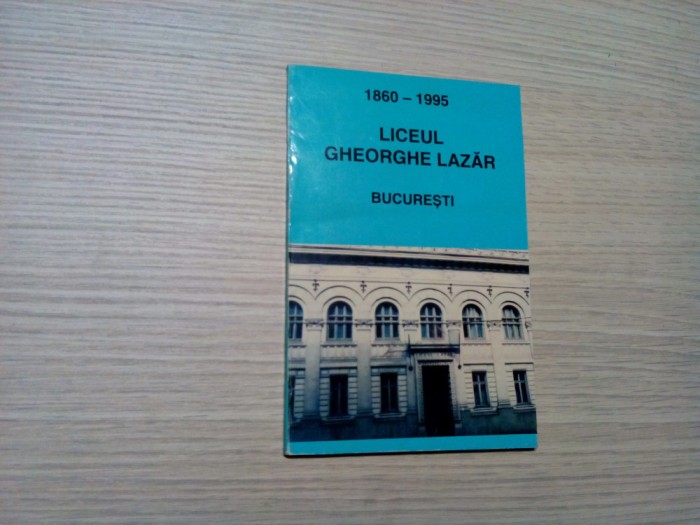 1860 – 1995
LICEUL
GHEORGHE LAZĂR
BUCUREȘTI